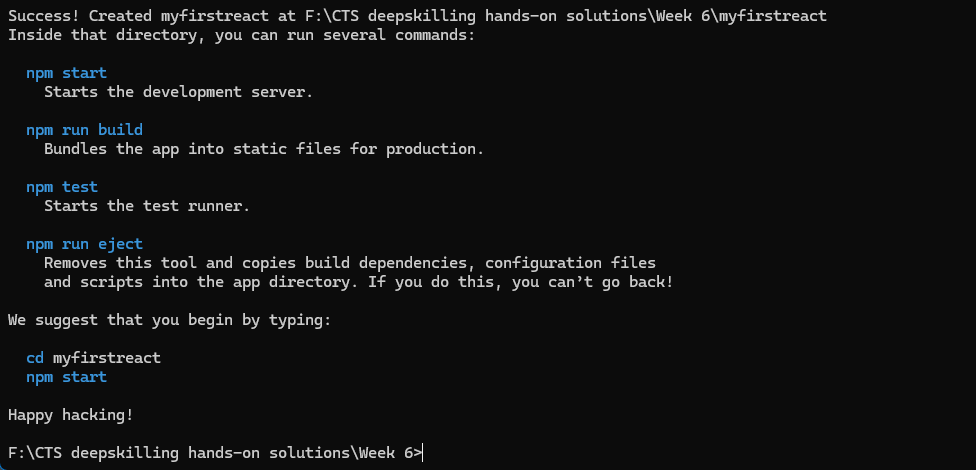 Success! Created myfirstreact at F:\CTS deepskilling hands-on solutions\Week 6\myfirstreact
Inside that directory, you can run several commands:
npm start
Starts the development server.
npm run build
Bundles the app into static files for production.
npm test
Starts the test runner.
npm run eject
Removes this tool and copies build dependencies, configuration files
and scripts into the app directory. If you do this, you can’t go back!
We suggest that you begin by typing:
cd myfirstreact
npm start
Happy hacking!
F:\CTS deepskilling hands-on solutions\Week 6>